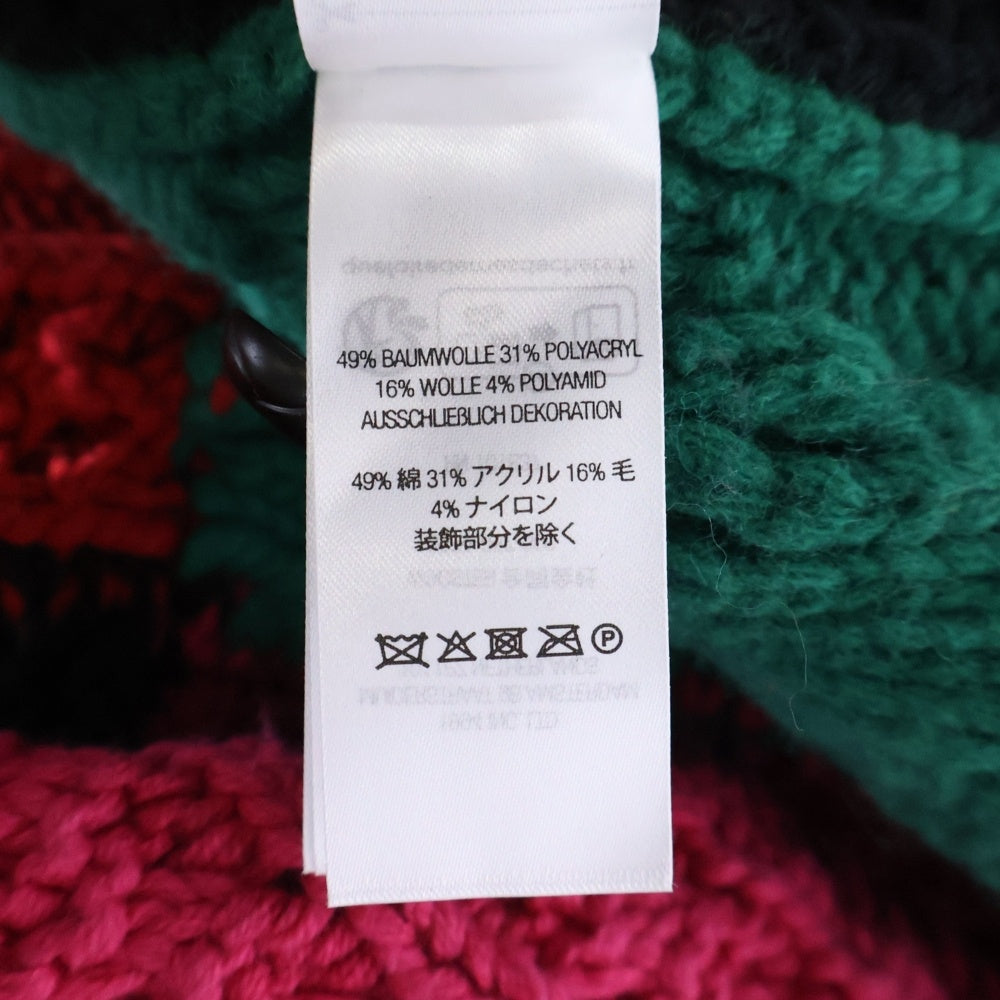 49% BAUMWOLLE 31% POLYACRYL
16% WOLLE 4% POLYAMID
AUSSCHLIEßLICH DEKORATION
49% 綿 31% アクリル 16% 毛
4% ナイロン
装飾部分を除く
P